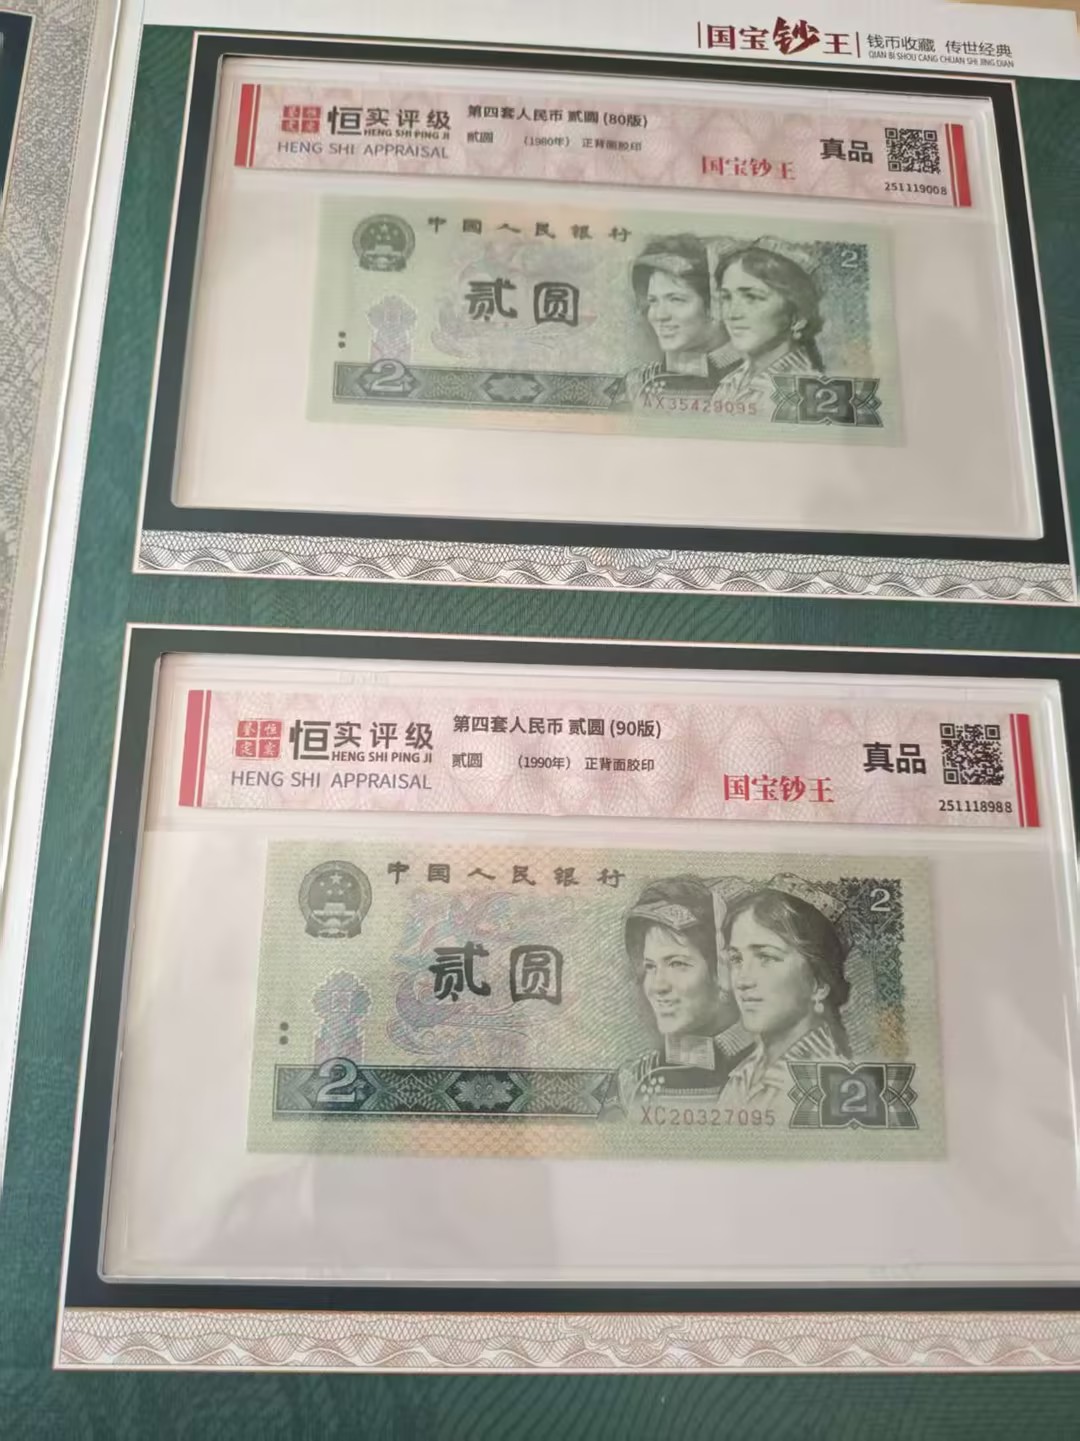 国宝钞王 钱币收藏 传世经典
QIAN BI SHOU CANG CHUAN SHI JING DIAN
恒实评级 第四套人民币 贰圆 (80版)
HENG SHI PING JI 贰圆 (1980年) 正背面胶印
HENG SHI APPRAISAL 国宝钞王 真品
251119008
中国人民银行
2
贰圆
2
2
AX35429095
恒实评级 第四套人民币 贰圆 (90版)
HENG SHI PING JI 贰圆 (1990年) 正背面胶印
HENG SHI APPRAISAL 国宝钞王 真品
251118988
中国人民银行
2
贰圆
2
2
XC20327095